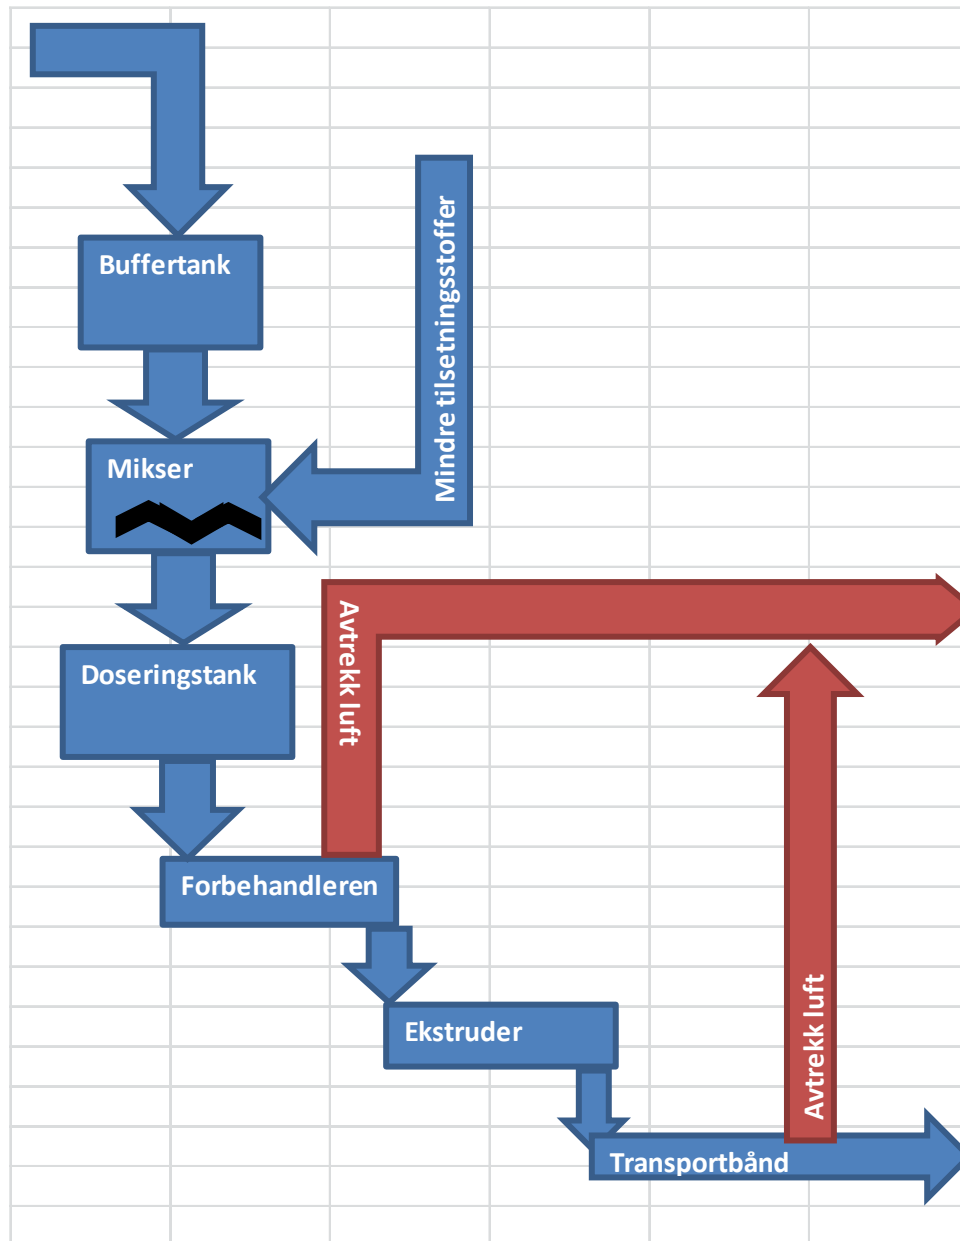 Buffertank
Mindre tilsetningsstoffer
Mikser
Avtrekk luft
Doseringstank
Forbehandleren
Ekstruder
Avtrekk luft
Transportbånd